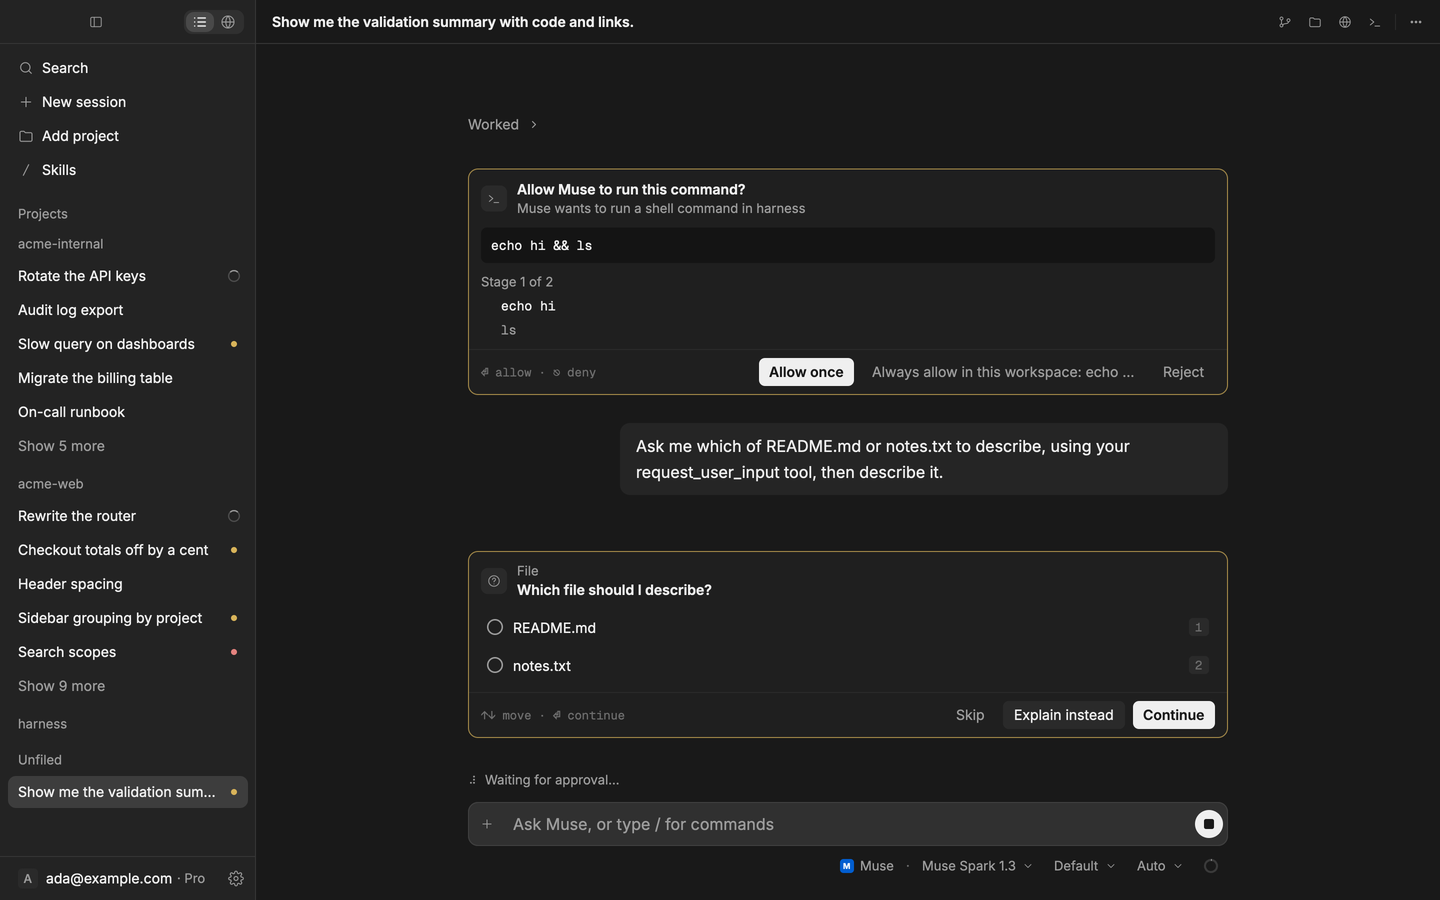 Show me the validation summary with code and links.
Search
New session
Add project
Skills
Projects
acme-internal
Rotate the API keys
Audit log export
Slow query on dashboards
Migrate the billing table
On-call runbook
Show 5 more
acme-web
Rewrite the router
Checkout totals off by a cent
Header spacing
Sidebar grouping by project
Search scopes
Show 9 more
harness
Unfiled
Show me the validation sum...
A ada@example.com · Pro
Worked
Allow Muse to run this command?
Muse wants to run a shell command in harness
echo hi && ls
Stage 1 of 2
echo hi
ls
allow · deny
Allow once
Always allow in this workspace: echo ...
Reject
Ask me which of README.md or notes.txt to describe, using your
request_user_input tool, then describe it.
File
Which file should I describe?
README.md 1
notes.txt 2
move · continue
Skip
Explain instead
Continue
Waiting for approval...
Ask Muse, or type / for commands
M Muse · Muse Spark 1.3
Default
Auto